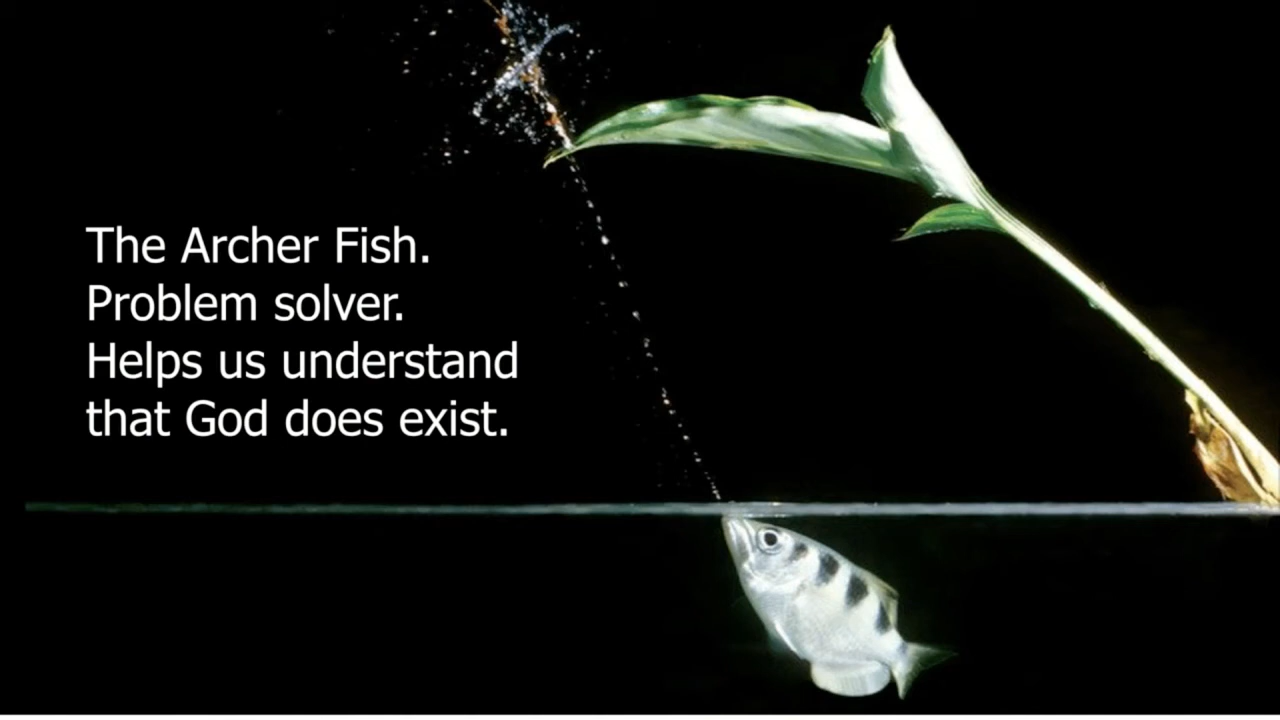 The Archer Fish.
Problem solver.
Helps us understand
that God does exist.